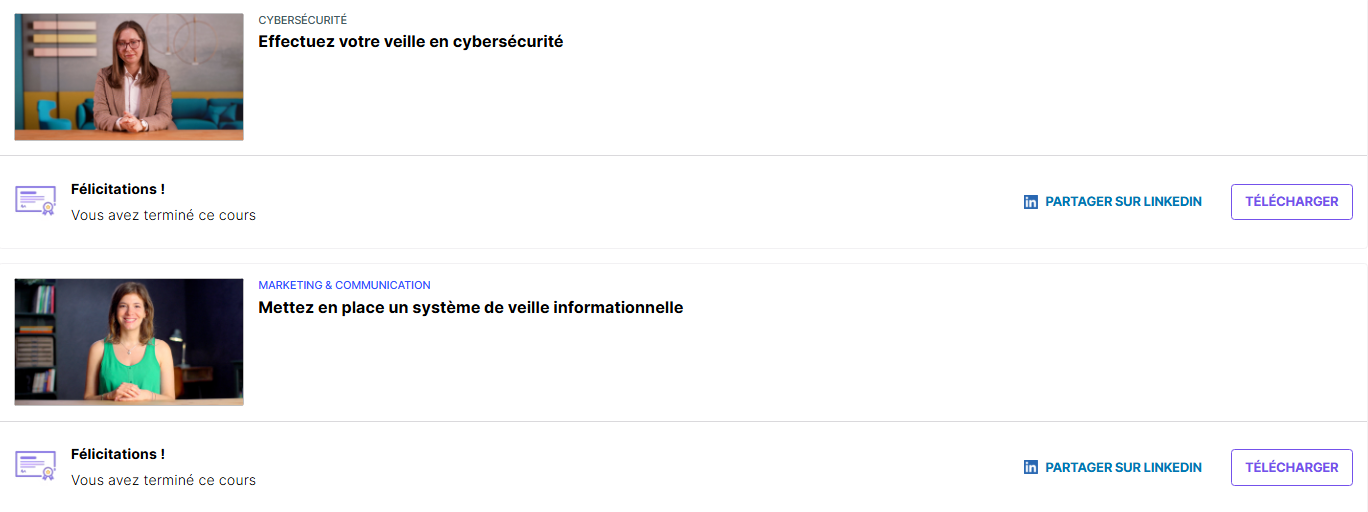 CYBERSÉCURITÉ
Effectuez votre veille en cybersécurité
Félicitations !
Vous avez terminé ce cours
PARTAGER SUR LINKEDIN
TÉLÉCHARGER
MARKETING & COMMUNICATION
Mettez en place un système de veille informationnelle
Félicitations !
Vous avez terminé ce cours
PARTAGER SUR LINKEDIN
TÉLÉCHARGER